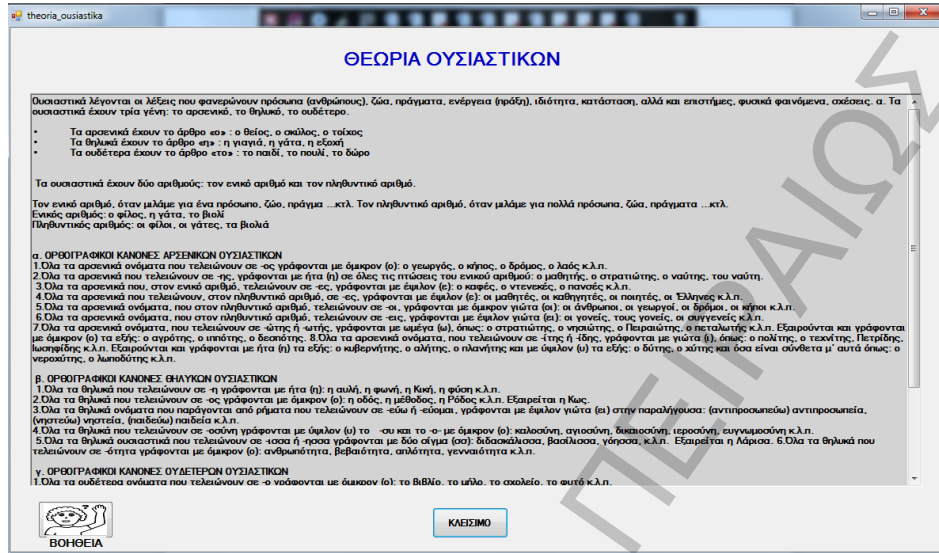 theoria_ousiastika
ΘΕΩΡΙΑ ΟΥΣΙΑΣΤΙΚΩΝ
Ουσιαστικά λέγονται οι λέξεις που φανερώνουν πρόσωπα (ανθρώπους), ζώα, πράγματα, ενέργεια (πράξη), ιδιότητα, κατάσταση, αλλά και επιστήμες, φυσικά φαινόμενα, σχέσεις. α. Τα
ουσιαστικά έχουν τρία γένη: το αρσενικό, το θηλυκό, το ουδέτερο.
• Τα αρσενικά έχουν το άρθρο «ο» : ο θείος, ο σκύλος, ο τοίχος
• Τα θηλυκά έχουν το άρθρο «η» : η γιαγιά, η γάτα, η εξοχή
• Τα ουδέτερα έχουν το άρθρο «το» : το παιδί, το πουλί, το δώρο
Τα ουσιαστικά έχουν δύο αριθμούς: τον ενικό αριθμό και τον πληθυντικό αριθμό.
Τον ενικό αριθμό, όταν μιλάμε για ένα πρόσωπο, ζώο, πράγμα ...κτλ. Τον πληθυντικό αριθμό, όταν μιλάμε για πολλά πρόσωπα, ζώα, πράγματα ...κτλ.
Ενικός αριθμός: ο φίλος, η γάτα, το βιολί
Πληθυντικός αριθμός: οι φίλοι, οι γάτες, τα βιολιά
α. ΟΡΘΟΓΡΑΦΙΚΟΙ ΚΑΝΟΝΕΣ ΑΡΣΕΝΙΚΩΝ ΟΥΣΙΑΣΤΙΚΩΝ
1.Όλα τα αρσενικά ονόματα που τελειώνουν σε -ος γράφονται με όμικρον (ο): ο γεωργός, ο κήπος, ο δρόμος, ο λαός κ.λ.π.
2.Όλα τα αρσενικά που τελειώνουν σε -ης, γράφονται με ήτα (η) σε όλες τις πτώσεις του ενικού αριθμού: ο μαθητής, ο στρατιώτης, ο ναύτης, του ναύτη.
3.Όλα τα αρσενικά που, στον ενικό αριθμό, τελειώνουν σε -ες, γράφονται με έψιλον (ε): ο καφές, ο ντενεκές, ο πανσές κ.λ.π.
4.Όλα τα αρσενικά που τελειώνουν, στον πληθυντικό αριθμό, σε -ες, γράφονται με έψιλον (ε): οι μαθητές, οι καθηγητές, οι ποιητές, οι Έλληνες κ.λ.π.
5.Όλα τα αρσενικά ονόματα, που στον πληθυντικό αριθμό, τελειώνουν σε -οι, γράφονται με όμικρον γιώτα (οι): οι άνθρωποι, οι γεωργοί, οι δρόμοι, οι κήποι κ.λ.π.
6.Όλα τα αρσενικά ονόματα, που στον πληθυντικό αριθμό, τελειώνουν σε -εις, γράφονται με έψιλον γιώτα (ει): οι γονείς, τους γονείς, οι συγγενείς κ.λ.π.
7.Όλα τα αρσενικά ονόματα, που τελειώνουν σε -ώτης ή -ωτής, γράφονται με ωμέγα (ω), όπως: ο στρατιώτης, ο νησιώτης, ο Πειραιώτης, ο πεταλωτής κ.λ.π. Εξαιρούνται και γράφονται
με όμικρον (ο) τα εξής: ο αγρότης, ο ιππότης, ο δεσπότης. 8.Όλα τα αρσενικά ονόματα, που τελειώνουν σε -ίτης ή -ίδης, γράφονται με γιώτα (ι), όπως: ο πολίτης, ο τεχνίτης, Πετρίδης,
Ιωσηφίδης κ.λ.π. Εξαιρούνται και γράφονται με ήτα (η) τα εξής: ο κυβερνήτης, ο αλήτης, ο πλανήτης και με ύψιλον (υ) τα εξής: ο δύτης, ο χύτης και όσα είναι σύνθετα μ' αυτά όπως: ο
νεροχύτης, ο λωποδύτης κ.λ.π.
β. ΟΡΘΟΓΡΑΦΙΚΟΙ ΚΑΝΟΝΕΣ ΘΗΛΥΚΩΝ ΟΥΣΙΑΣΤΙΚΩΝ
1.Όλα τα θηλυκά που τελειώνουν σε -η γράφονται με ήτα (η): η αυλή, η φωνή, η Κική, η φύση κ.λ.π.
2.Όλα τα θηλυκά που τελειώνουν σε -ος γράφονται με όμικρον (ο): η οδός, η μέθοδος, η Ρόδος κ.λ.π. Εξαιρείται η Κως.
3.Όλα τα θηλυκά ονόματα που παράγονται από ρήματα που τελειώνουν σε -εύω ή -εύομαι, γράφονται με έψιλον γιώτα (ει) στην παραλήγουσα: (αντιπροσωπεύω) αντιπροσωπεία,
(νηστεύω) νηστεία, (παιδεύω) παιδεία κ.λ.π.
4.Όλα τα θηλυκά που τελειώνουν σε -οσύνη γράφονται με ύψιλον (υ) το -συ και το -ο- με όμικρον (ο): καλοσύνη, αγιοσύνη, δικαιοσύνη, ιεροσύνη, ευγνωμοσύνη κ.λ.π.
5.Όλα τα θηλυκά ουσιαστικά που τελειώνουν σε -ισσα ή -ησσα γράφονται με δύο σίγμα (σσ): διδασκάλισσα, βασίλισσα, γόησσα, κ.λ.π. Εξαιρείται η Λάρισα. 6.Όλα τα θηλυκά που
τελειώνουν σε -ότητα γράφονται με όμικρον (ο): ανθρωπότητα, βεβαιότητα, απλότητα, γενναιότητα κ.λ.π.
γ. ΟΡΘΟΓΡΑΦΙΚΟΙ ΚΑΝΟΝΕΣ ΟΥΔΕΤΕΡΩΝ ΟΥΣΙΑΣΤΙΚΩΝ
1.Όλα τα ουδέτερα ονόματα που τελειώνουν σε -ο γράφονται με όμικρον (ο): το βιβλίο, το μήλο, το σχολείο, το φυτό κ.λ.π.
ΒΟΗΘΕΙΑ
ΚΛΕΙΣΙΜΟ
ΠΕΙΡΑΙΩΣ